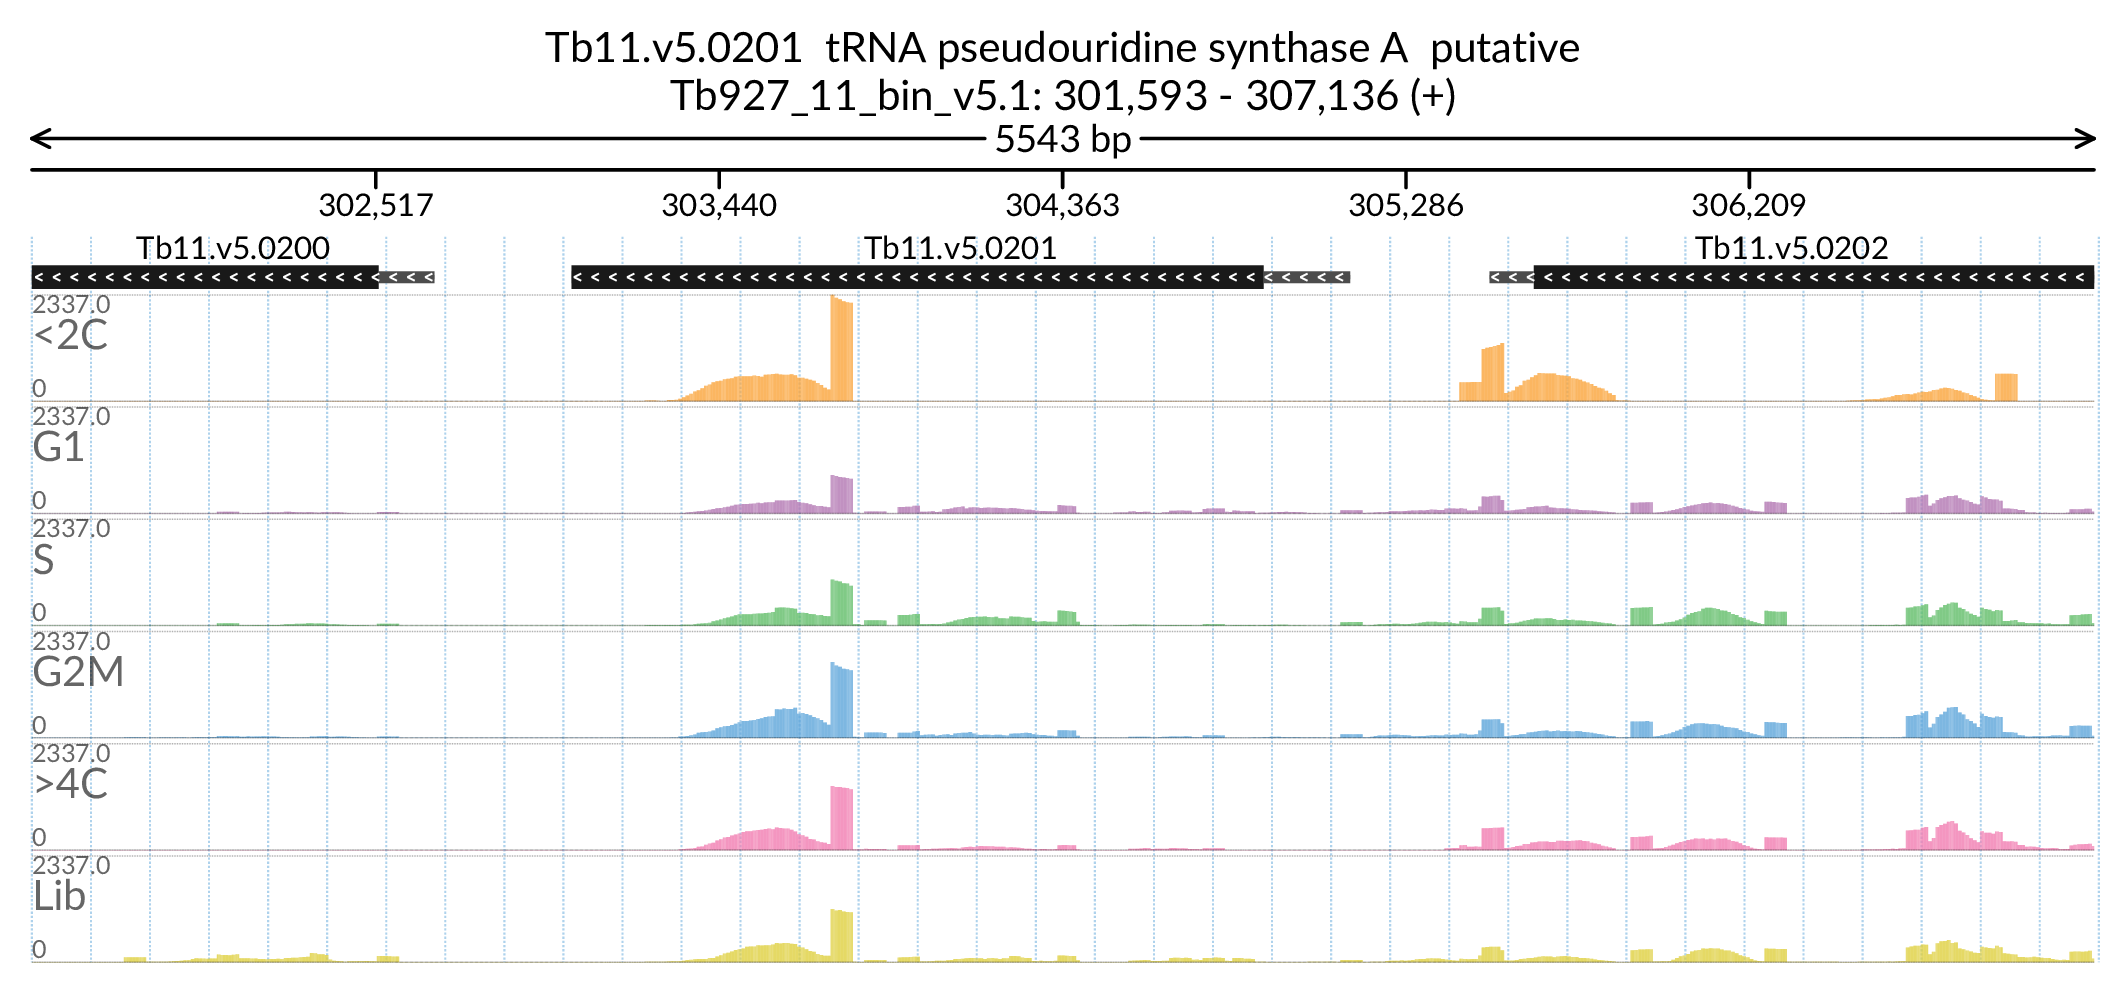 Tb11.v5.0201 tRNA pseudouridine synthase A putative
Tb927_11_bin_v5.1: 301,593 - 307,136 (+)
5543 bp
302,517 303,440 304,363 305,286 306,209
Tb11.v5.0200 Tb11.v5.0201 Tb11.v5.0202
2337.0
<2C
0
2337.0
G1
0
2337.0
S
0
2337.0
G2M
0
2337.0
>4C
0
2337.0
Lib
0